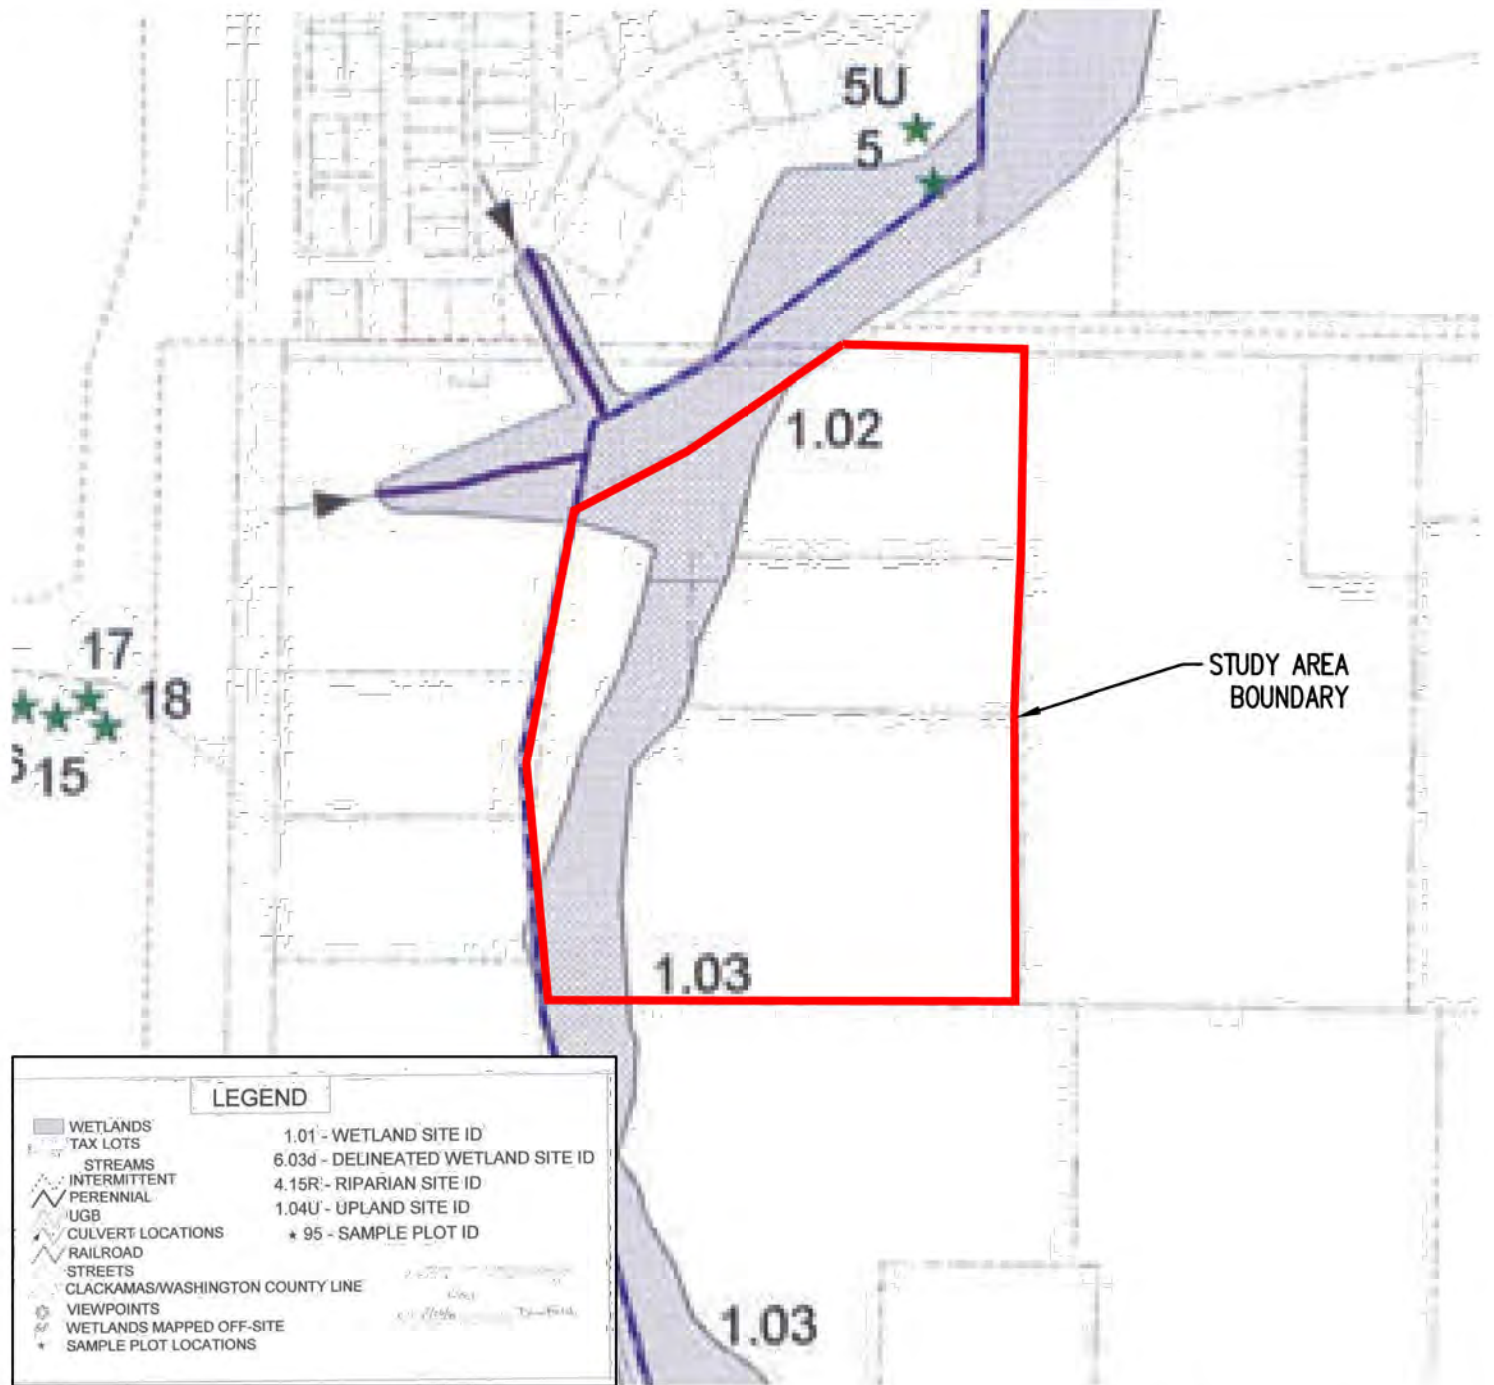 5U
5
1.02
17
18
15
STUDY AREA
BOUNDARY
1.03
LEGEND
WETLANDS
TAX LOTS
STREAMS
INTERMITTENT
PERENNIAL
UGB
CULVERT LOCATIONS
RAILROAD
STREETS
CLACKAMAS/WASHINGTON COUNTY LINE
VIEWPOINTS
WETLANDS MAPPED OFF-SITE
SAMPLE PLOT LOCATIONS
1.01 - WETLAND SITE ID
6.03d - DELINEATED WETLAND SITE ID
4.15R - RIPARIAN SITE ID
1.04U - UPLAND SITE ID
★ 95 - SAMPLE PLOT ID
1.03